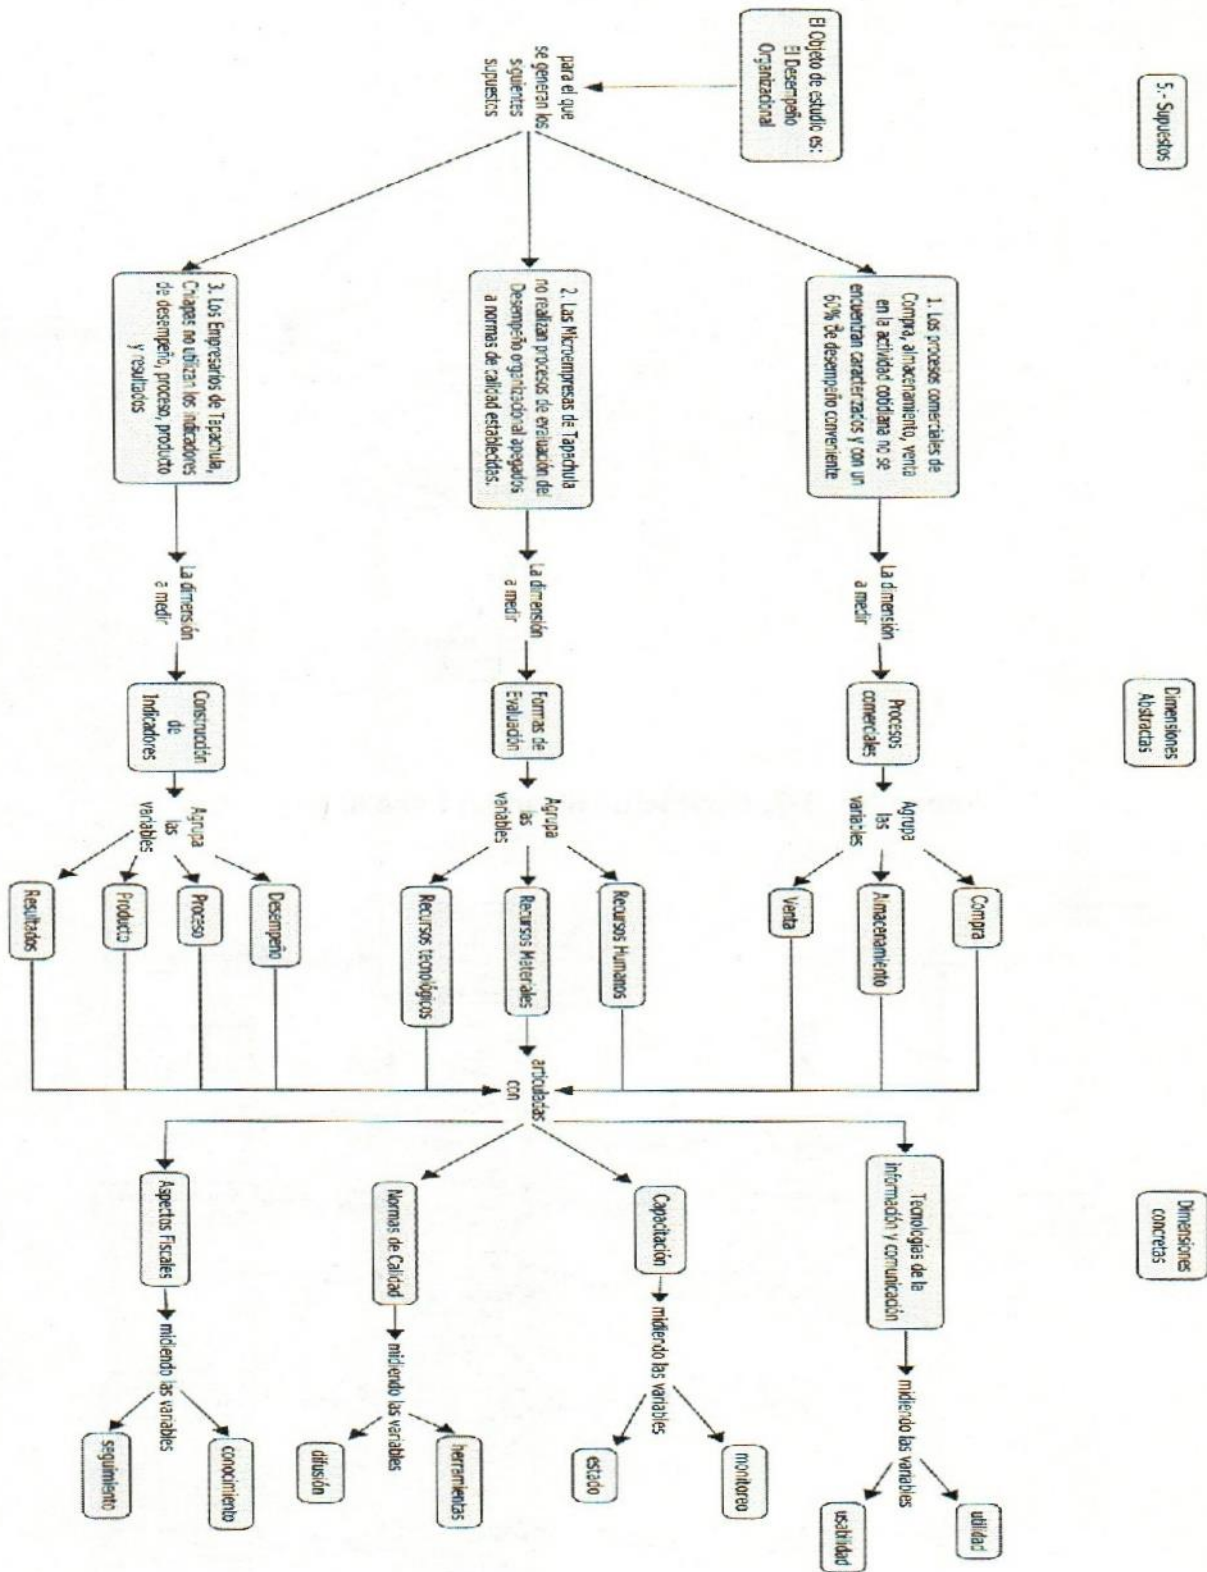 5.- Supuestos
Dimensiones
Abstractas
Dimensiones
concretas
El Objeto de estudio es:
El Desempeño
Organizacional
para el que
se generan los
siguientes
supuestos
1. Los procesos comerciales de
Compra, almacenamiento, venta
en la actividad cotidiana no se
encuentran caracterizados y con un
60% de desempeño conveniente
La dimensión
a medir
Procesos
comerciales
Agrupa
las
variables
Compra
Almacenamiento
Venta
2. Las Microempresas de Tapachula
no realizan procesos de evaluación del
Desempeño organizacional apegados
a normas de calidad establecidas.
La dimensión
a medir
Formas de
Evaluación
Agrupa
las
variables
Recursos Humanos
Recursos Materiales
Recursos tecnológicos
3. Los Empresarios de Tapachula,
Chiapas no utilizan los indicadores
de desempeño, proceso, producto
y resultados
La dimensión
a medir
Construcción
de
Indicadores
Agrupa
las
variables
Desempeño
Proceso
Producto
Resultados
articuladas
con
Tecnologías de la
información y comunicación
midiendo las variables
utilidad
usabilidad
Capacitación
midiendo las variables
monitoreo
estado
Normas de Calidad
midiendo las variables
herramientas
difusión
Aspectos Fiscales
midiendo las variables
conocimiento
seguimiento